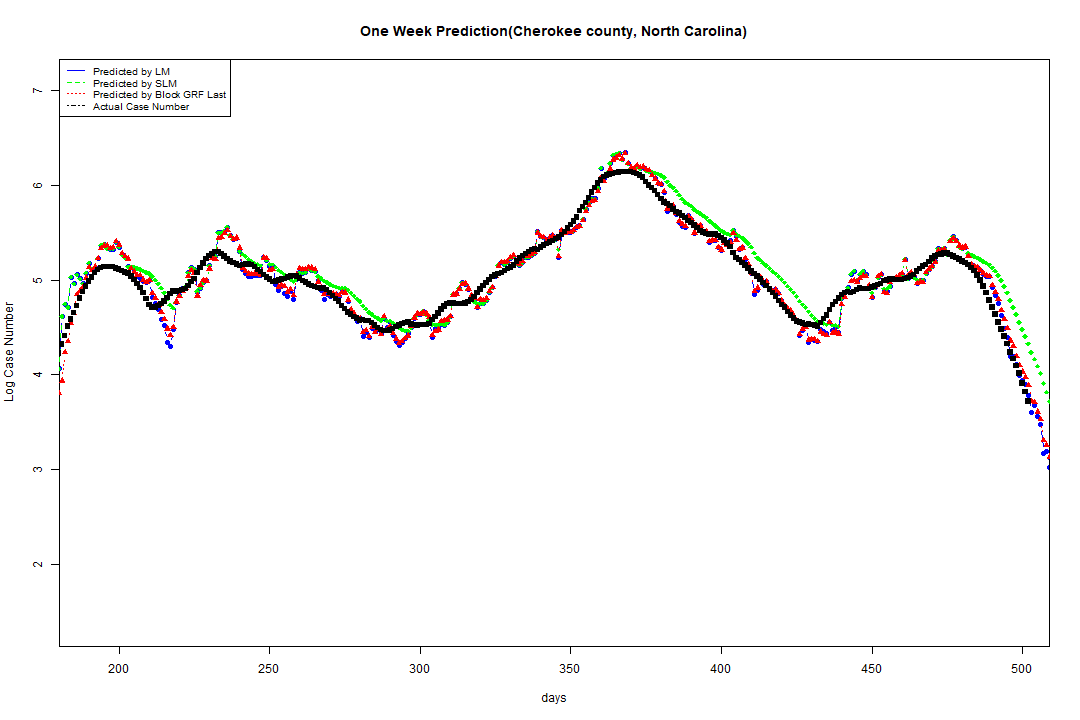 One Week Prediction(Cherokee county, North Carolina)
Predicted by LM
Predicted by SLM
Predicted by Block GRF Last
Actual Case Number
7
6
5
4
3
2
Log Case Number
200 250 300 350 400 450 500
days